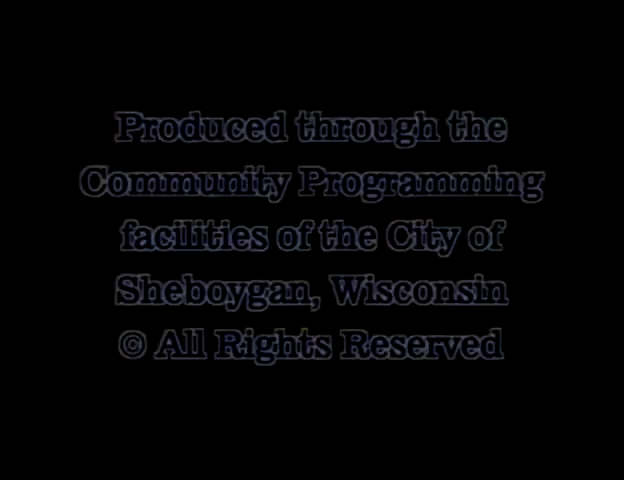 Produced through the
Community Programming
facilities of the City of
Sheboygan, Wisconsin
© All Rights Reserved